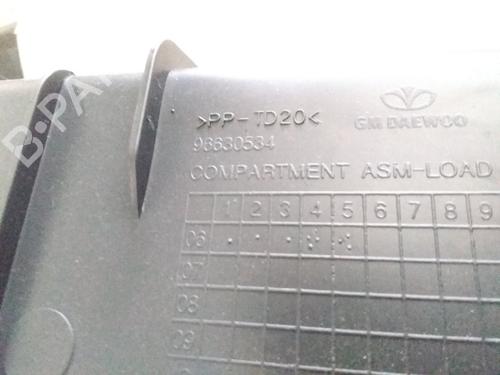 B-PARTS
>PP-TD20<
96630534
GM DAEWOO
COMPARTMENT ASM-LOAD
1 2 3 4 5 6 7 8 9
06
07
08
09